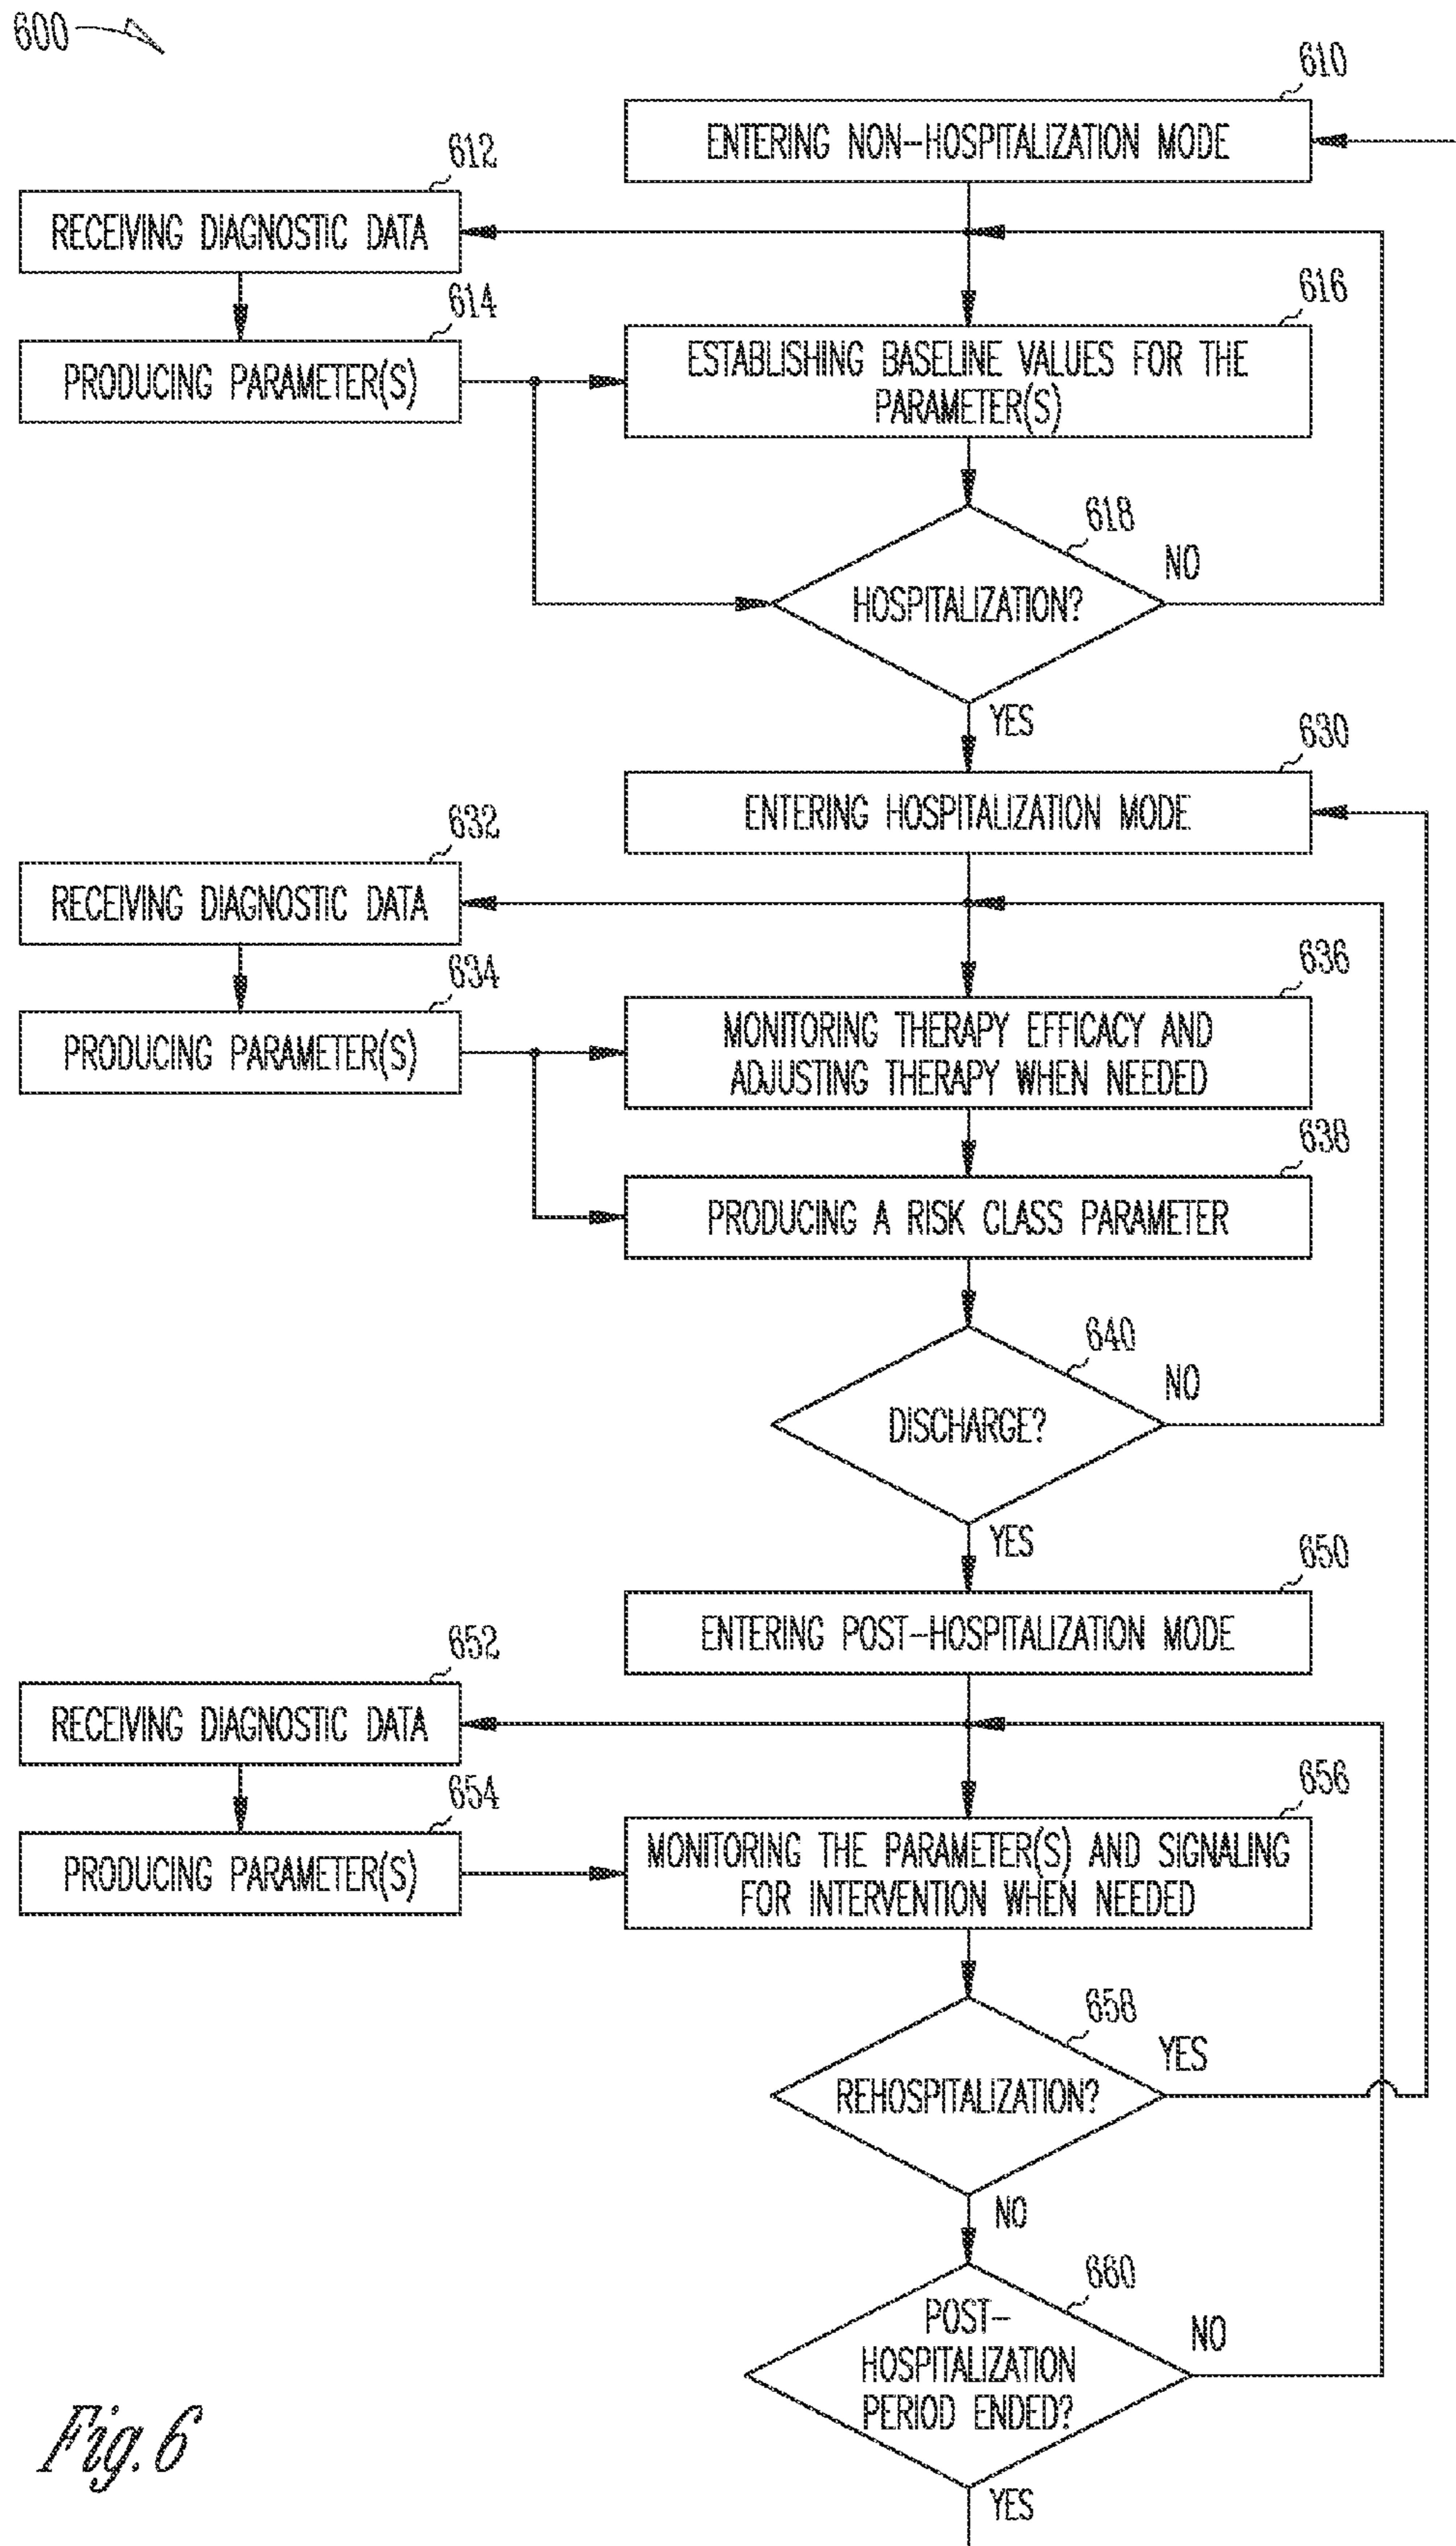 600
610
ENTERING NON-HOSPITALIZATION MODE
612
RECEIVING DIAGNOSTIC DATA
614
PRODUCING PARAMETER(S)
616
ESTABLISHING BASELINE VALUES FOR THE
PARAMETER(S)
618
HOSPITALIZATION?
NO
YES
630
ENTERING HOSPITALIZATION MODE
632
RECEIVING DIAGNOSTIC DATA
634
PRODUCING PARAMETER(S)
636
MONITORING THERAPY EFFICACY AND
ADJUSTING THERAPY WHEN NEEDED
638
PRODUCING A RISK CLASS PARAMETER
640
DISCHARGE?
NO
YES
650
ENTERING POST-HOSPITALIZATION MODE
652
RECEIVING DIAGNOSTIC DATA
654
PRODUCING PARAMETER(S)
656
MONITORING THE PARAMETER(S) AND SIGNALING
FOR INTERVENTION WHEN NEEDED
658
REHOSPITALIZATION?
YES
NO
660
POST-
HOSPITALIZATION
PERIOD ENDED?
NO
YES
Fig. 6